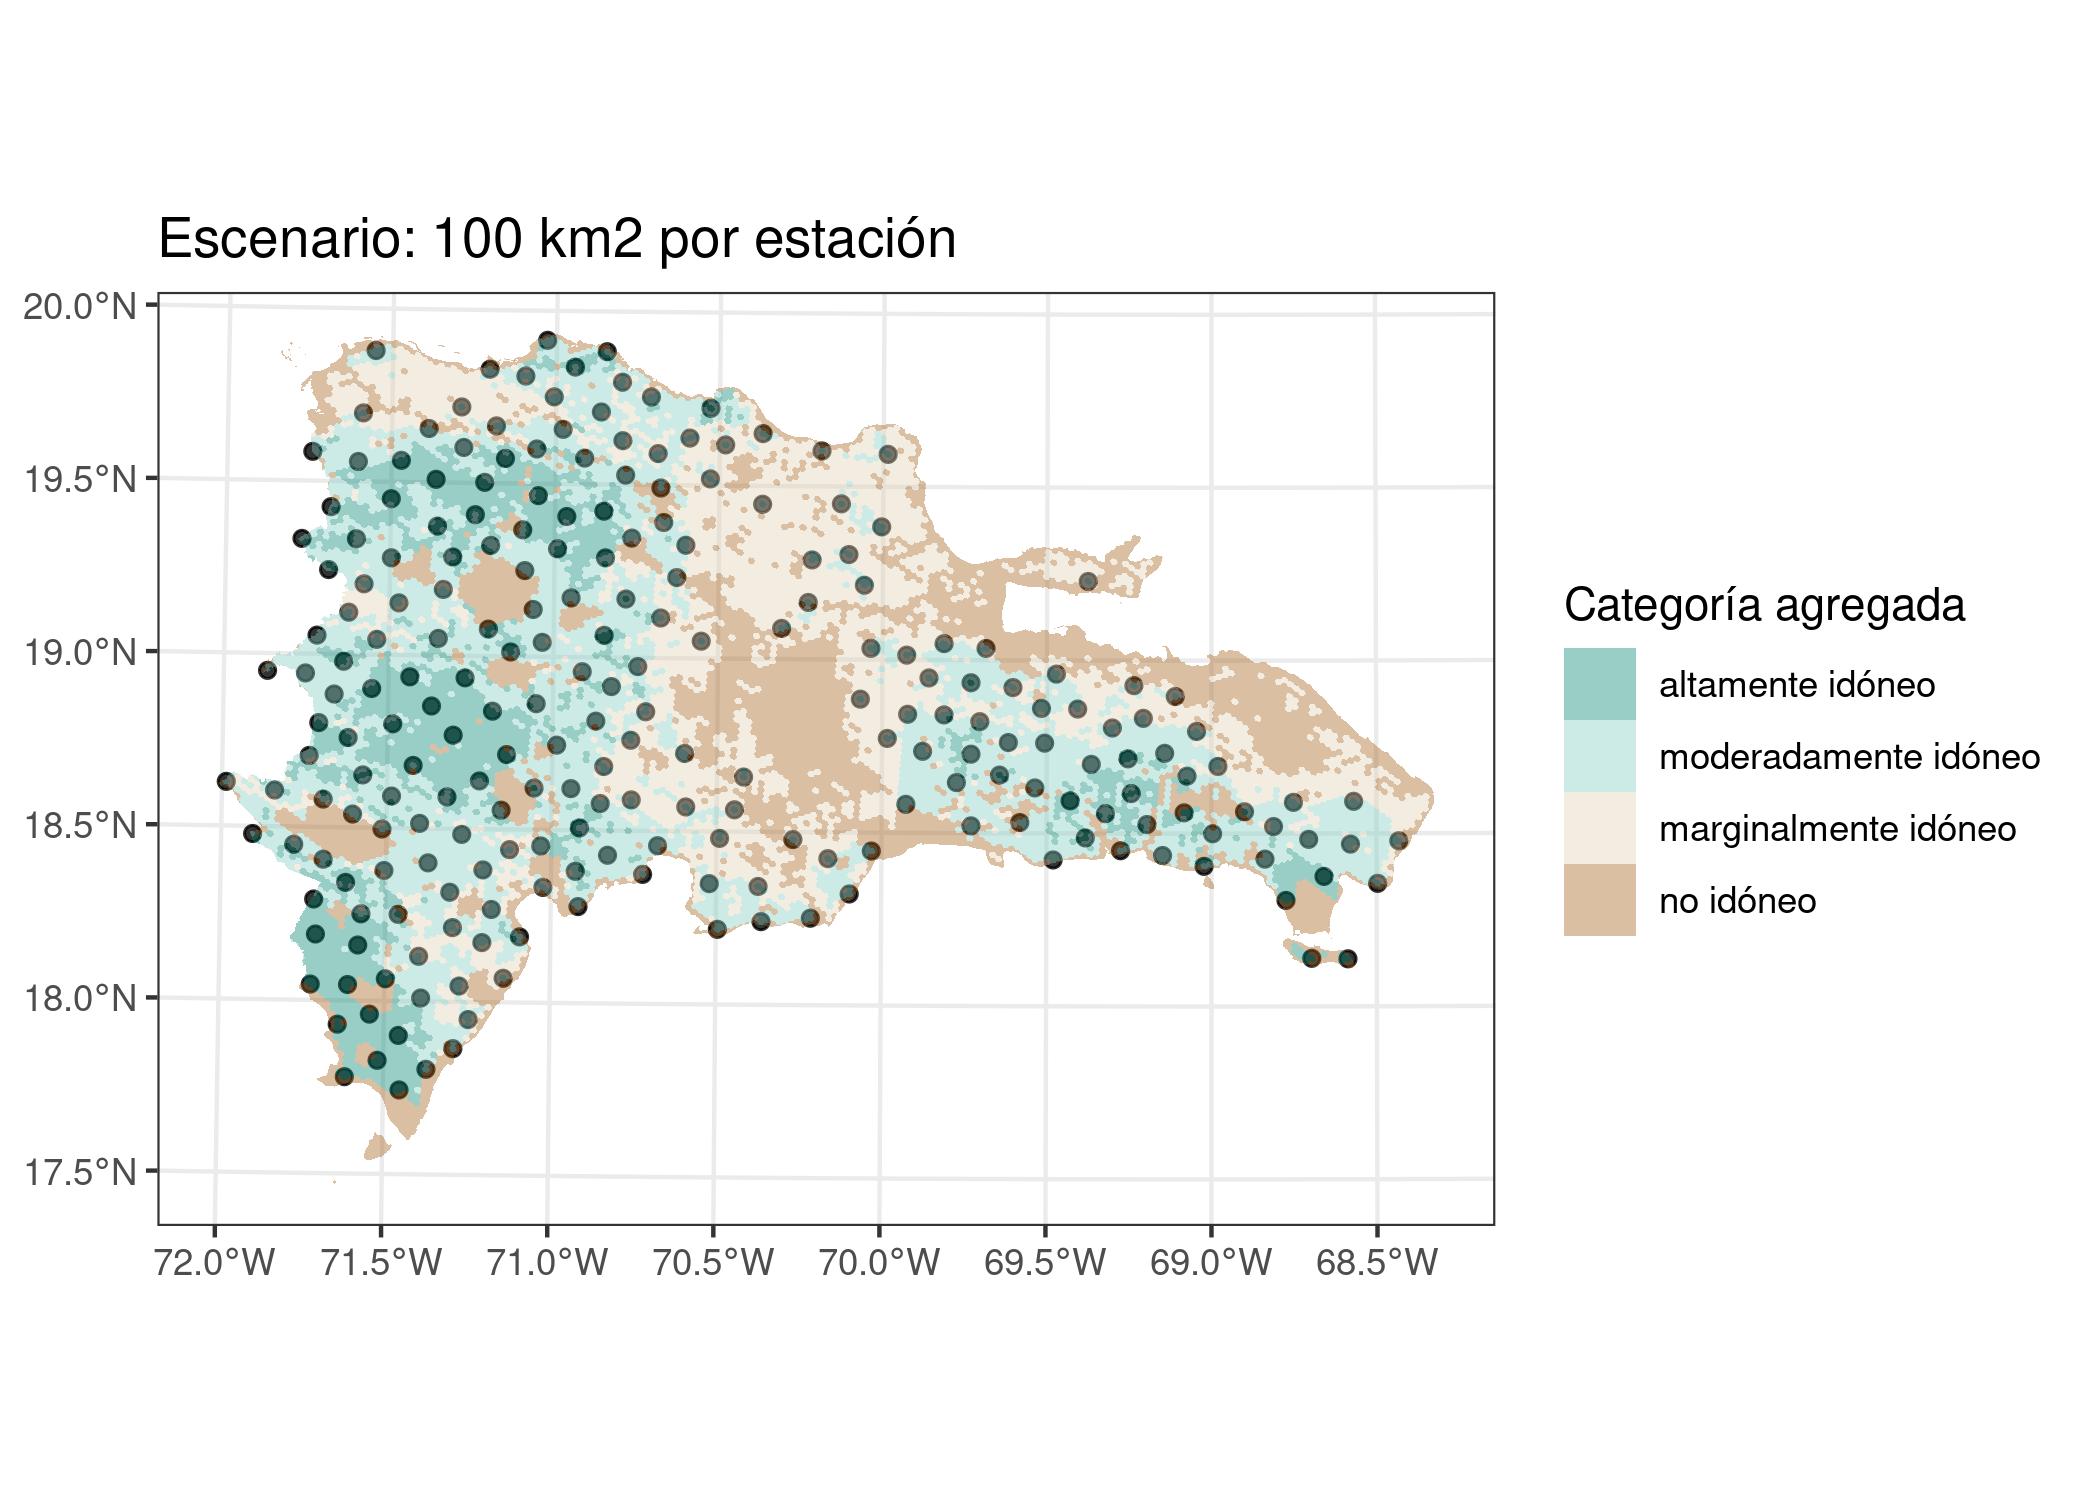 Escenario: 100 km2 por estación
20.0°N
19.5°N
19.0°N
18.5°N
18.0°N
17.5°N
72.0°W 71.5°W 71.0°W 70.5°W 70.0°W 69.5°W 69.0°W 68.5°W
Categoría agregada
altamente idóneo
moderadamente idóneo
marginalmente idóneo
no idóneo